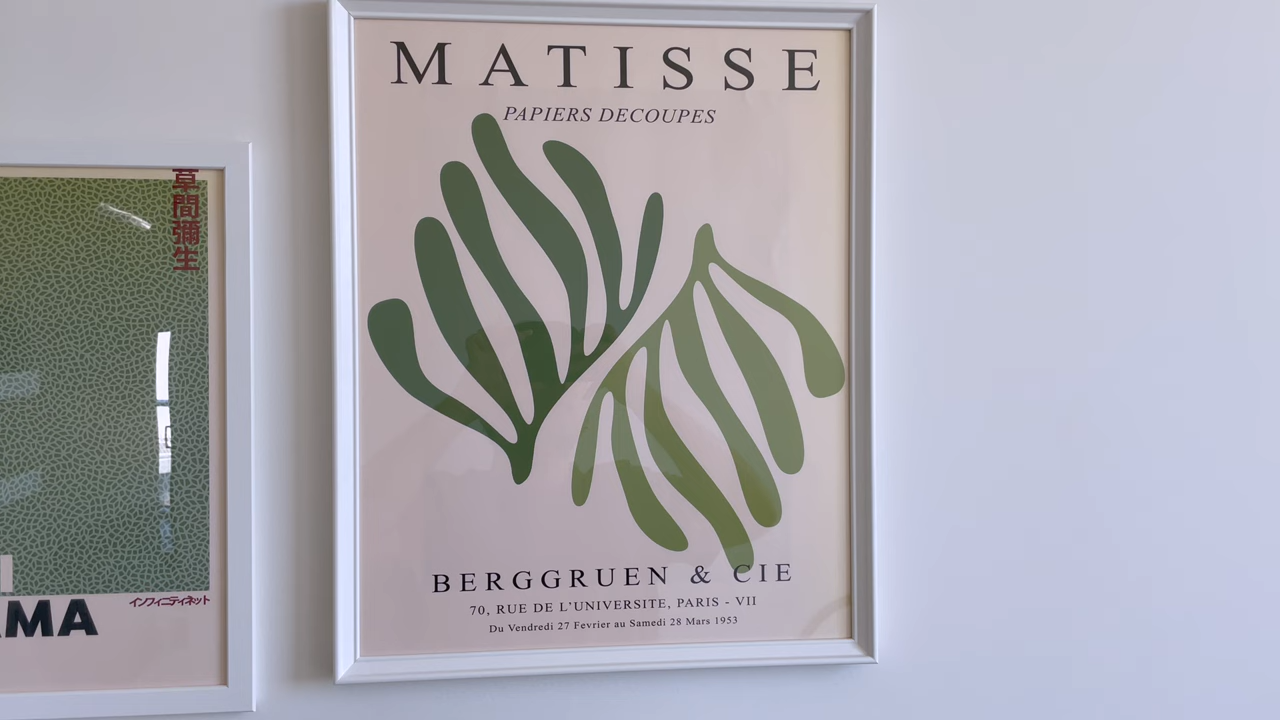 MATISSE
PAPIERS DECOUPES
BERGGRUEN & CIE
70, RUE DE L'UNIVERSITE, PARIS - VII
Du Vendredi 27 Fevrier au Samedi 28 Mars 1953
草間彌生
インフィニティネット